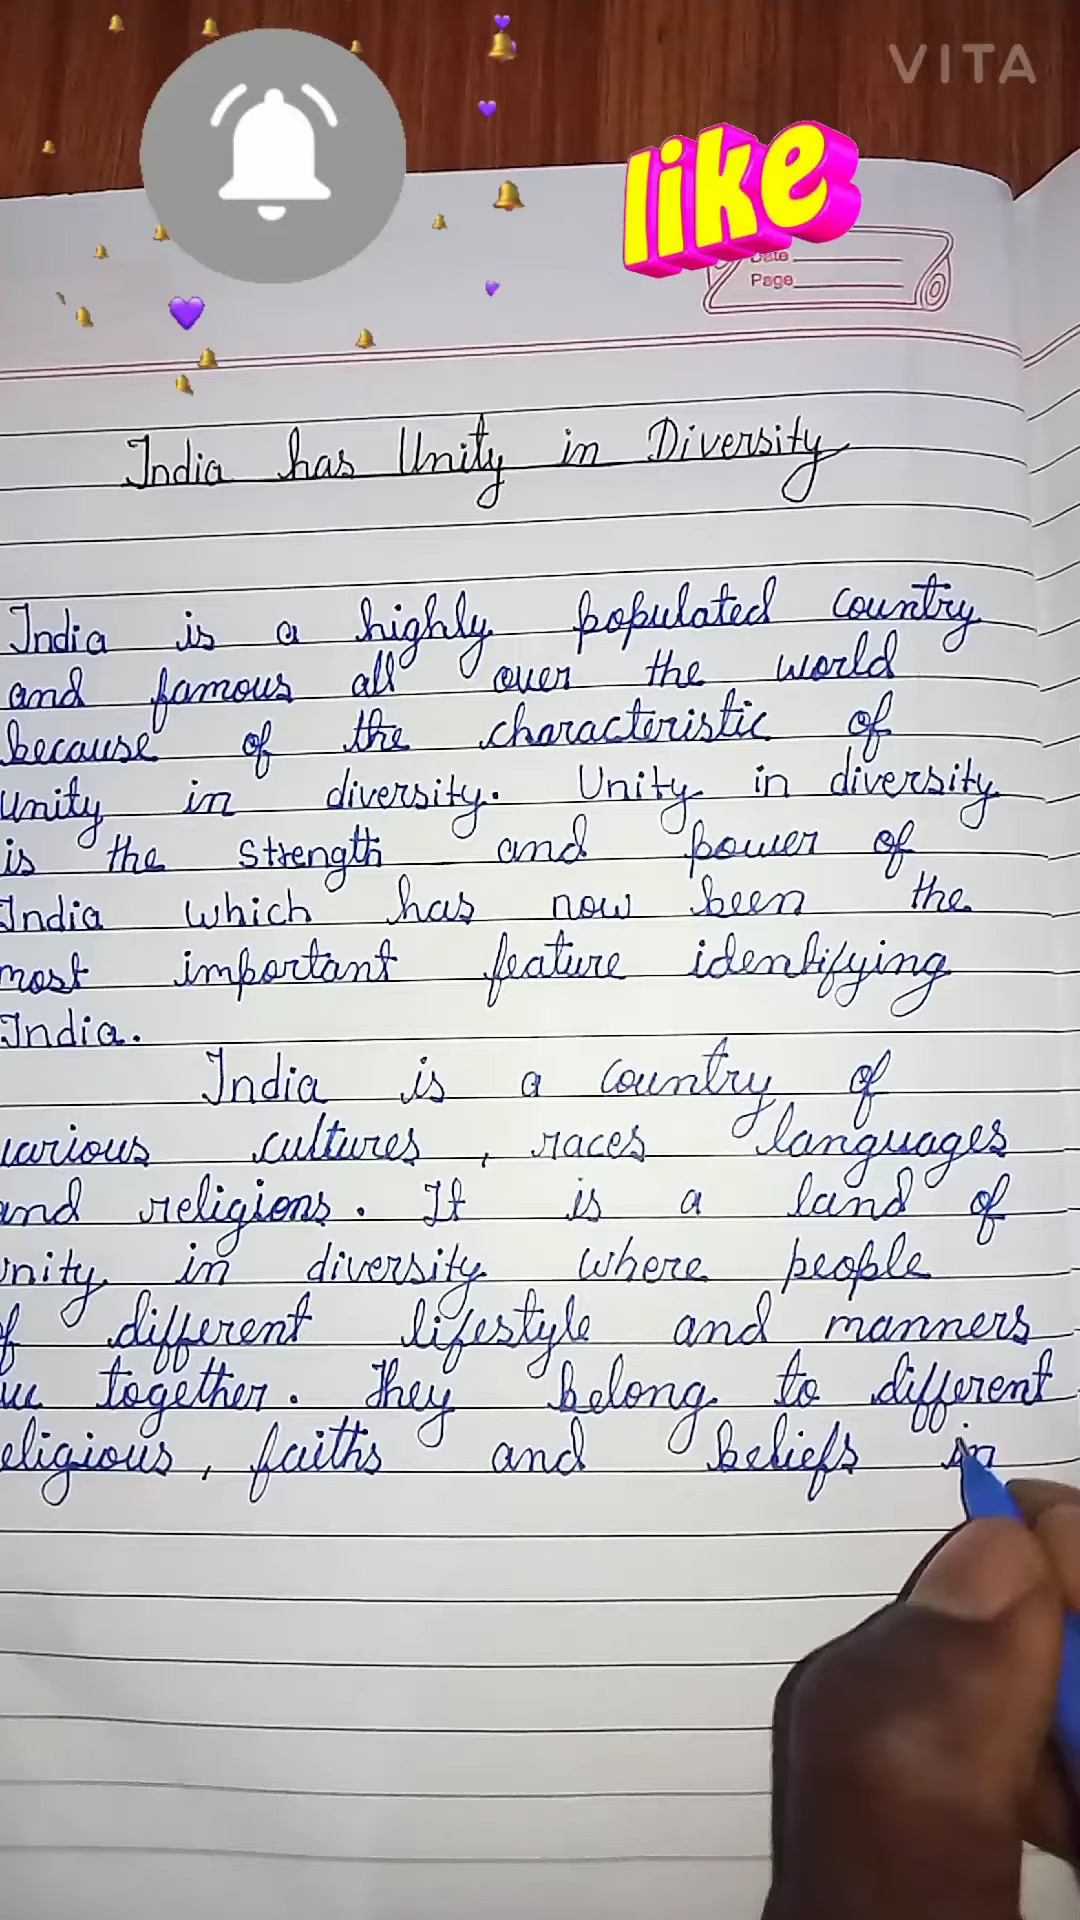 VITA
like
Date
Page
India has Unity in Diversity
India is a highly populated country
and famous all over the world
because of the characteristic of
unity in diversity. Unity in diversity
is the strength and power of
India which has now been the
most important feature identifying
India.
India is a country of
various cultures, races languages
and religions. It is a land of
unity in diversity where people
of different lifestyle and manners
together. They belong to different
religious, faiths and beliefs in